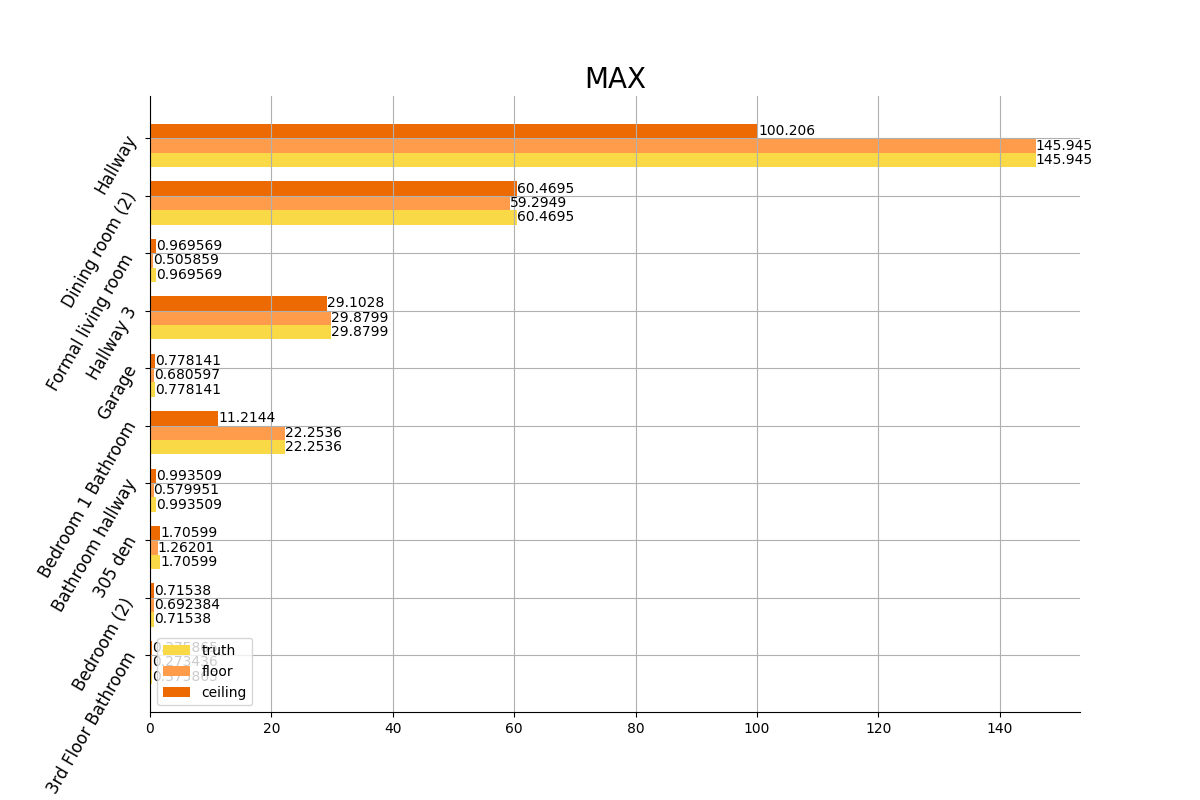 MAX
Hallway
100.206
145.945
145.945
Dining room (2)
60.4695
59.2949
60.4695
Formal living room
0.969569
0.505859
0.969569
Hallway 3
29.1028
29.8799
29.8799
Garage
0.778141
0.680597
0.778141
Bedroom 1 Bathroom
11.2144
22.2536
22.2536
Bathroom hallway
0.993509
0.579951
0.993509
305 den
1.70599
1.26201
1.70599
Bedroom (2)
0.71538
0.692384
0.71538
3rd Floor Bathroom
0.273436
truth
floor
ceiling
0 20 40 60 80 100 120 140